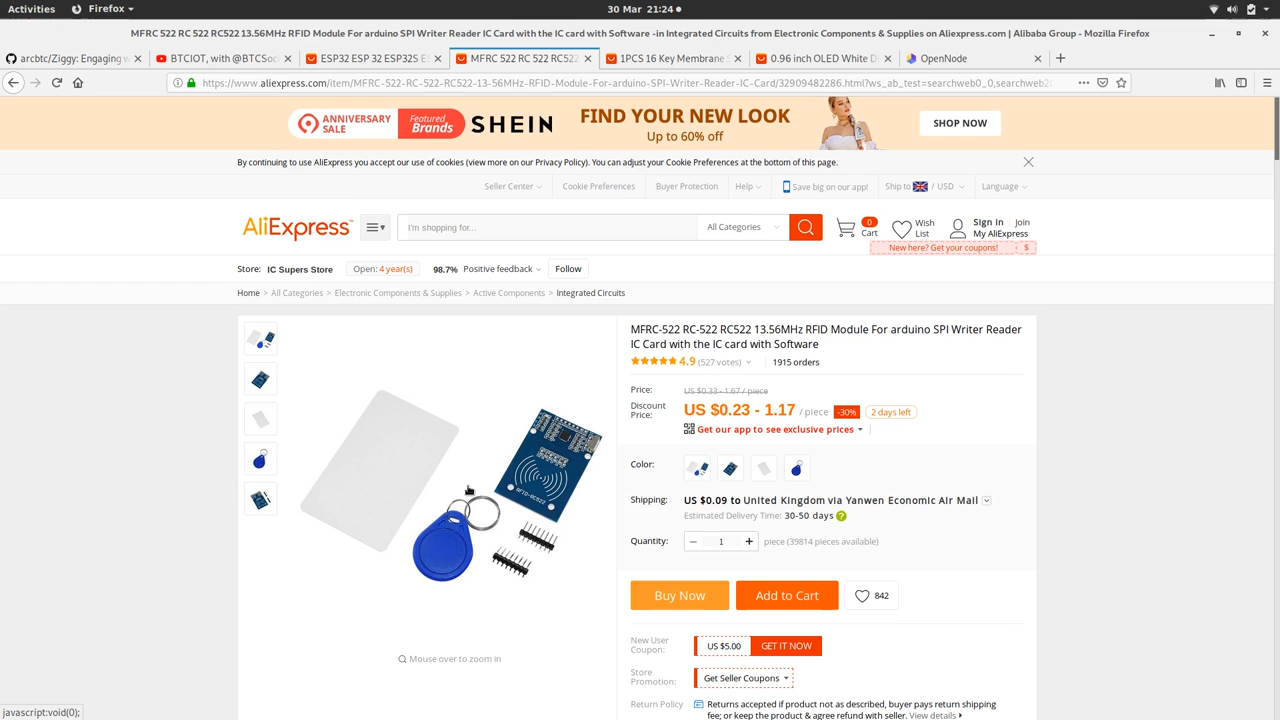 Activities
Firefox
30 Mar 21:24
MFRC 522 RC 522 RC522 13.56MHz RFID Module For arduino SPI Writer Reader IC Card with the IC card with Software -in Integrated Circuits from Electronic Components & Supplies on Aliexpress.com | Alibaba Group - Mozilla Firefox
arcbtc/Ziggy: Engaging w
BTCIOT, with @BTCSoc
ESP32 ESP 32 ESP32S ES
MFRC 522 RC 522 RC522
1PCS 16 Key Membrane S
0.96 inch OLED White D
OpenNode
https://www.aliexpress.com/item/MFRC-522-RC-522-RC522-13-56MHz-RFID-Module-For-arduino-SPI-Writer-Reader-IC-Card/32909482286.html?ws_ab_test=searchweb0_0,searchweb20
ANNIVERSARY
SALE
Featured
Brands
SHEIN
FIND YOUR NEW LOOK
Up to 60% off
SHOP NOW
By continuing to use AliExpress you accept our use of cookies (view more on our Privacy Policy). You can adjust your Cookie Preferences at the bottom of this page.
Seller Center
Cookie Preferences
Buyer Protection
Help
Save big on our app!
Ship to / USD
Language
AliExpress™
I'm shopping for...
All Categories
0
Cart
Wish
List
Sign in Join
My AliExpress
New here? Get your coupons! $
Store: IC Supers Store
Open: 4 year(s)
98.7% Positive feedback
Follow
Home > All Categories > Electronic Components & Supplies > Active Components > Integrated Circuits
MFRC-522 RC-522 RC522 13.56MHz RFID Module For arduino SPI Writer Reader
IC Card with the IC card with Software
4.9 (527 votes)
1915 orders
Price: US $0.33 - 1.67 / piece
Discount
Price:
US $0.23 - 1.17 / piece -30% 2 days left
Get our app to see exclusive prices
Color:
RFID-RC522
Shipping: US $0.09 to United Kingdom via Yanwen Economic Air Mail
Estimated Delivery Time: 30-50 days ?
Quantity: − 1 + piece (39814 pieces available)
Buy Now
Add to Cart
842
New User
Coupon:
US $5.00 GET IT NOW
Mouse over to zoom in
Store
Promotion:
Get Seller Coupons
Return Policy
Returns accepted if product not as described, buyer pays return shipping
fee; or keep the product & agree refund with seller. View details
javascript:void(0);